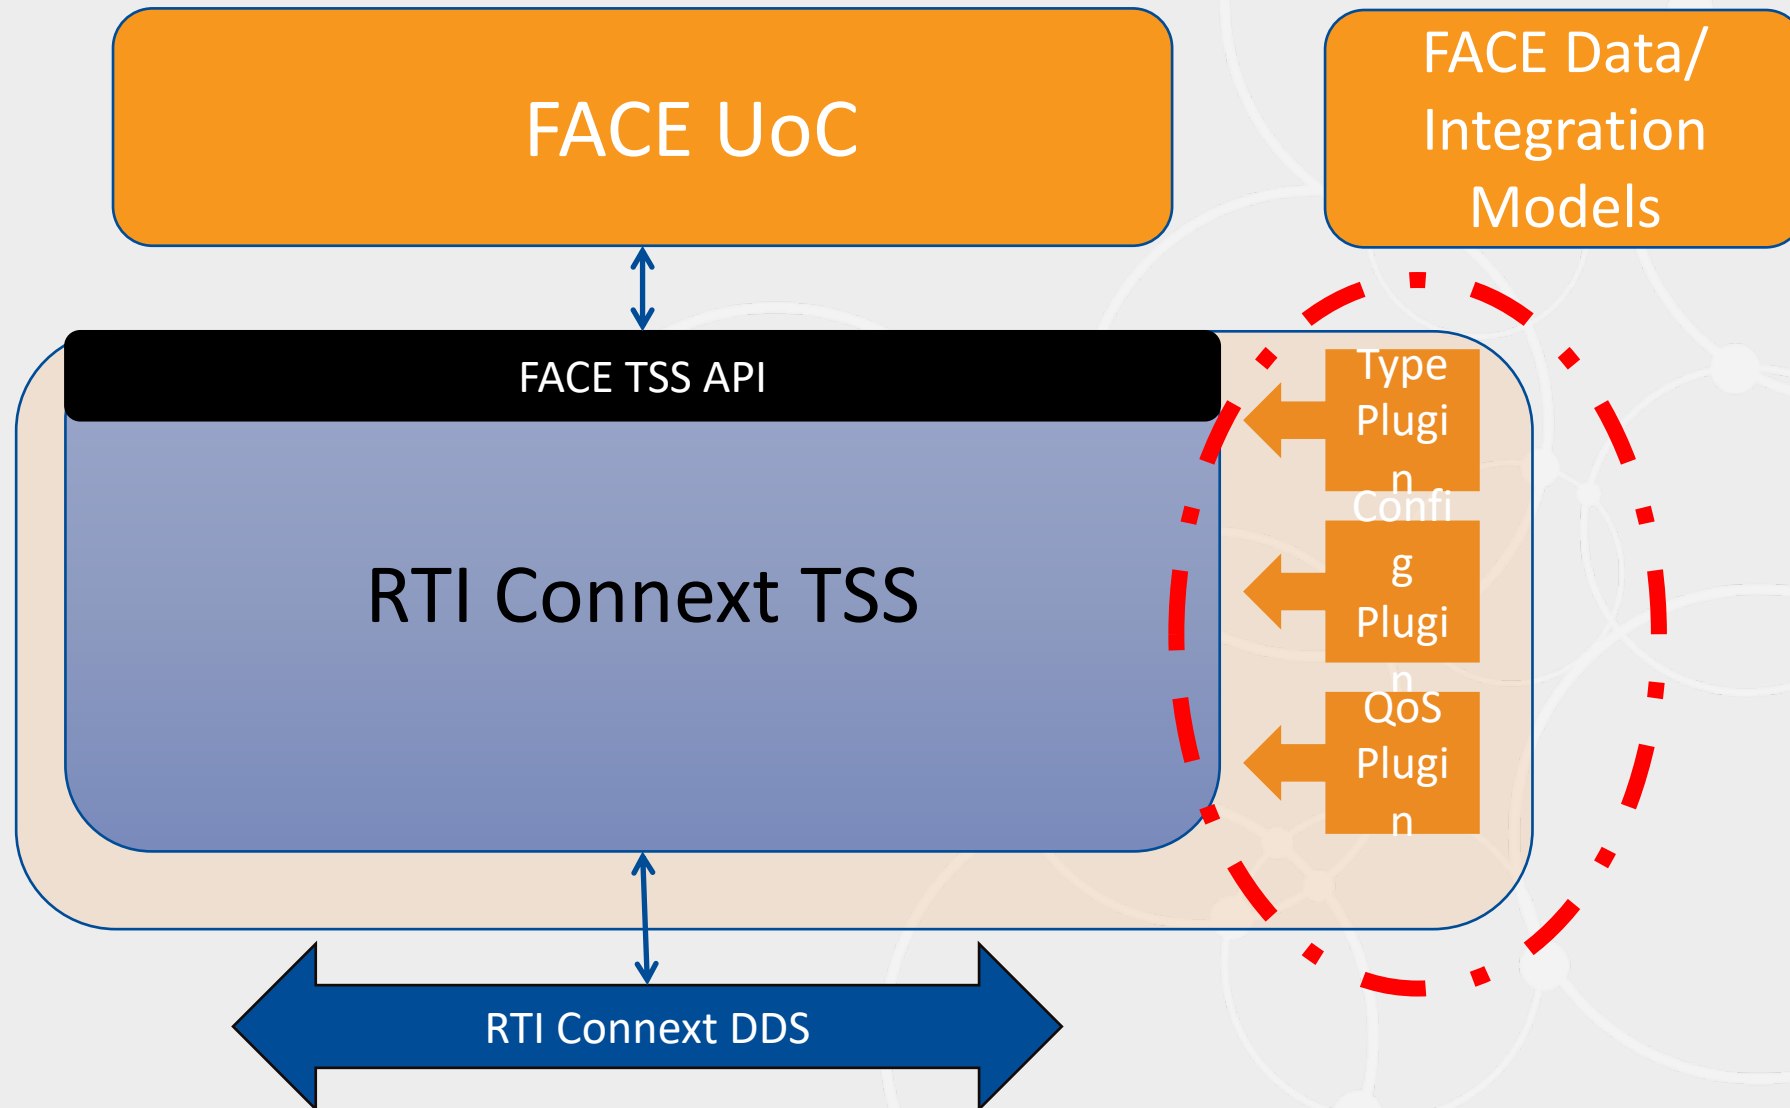 FACE UoC
FACE Data/
Integration
Models
FACE TSS API
RTI Connext TSS
Type
Plugi
n
Confi
g
Plugi
n
QoS
Plugi
n
RTI Connext DDS